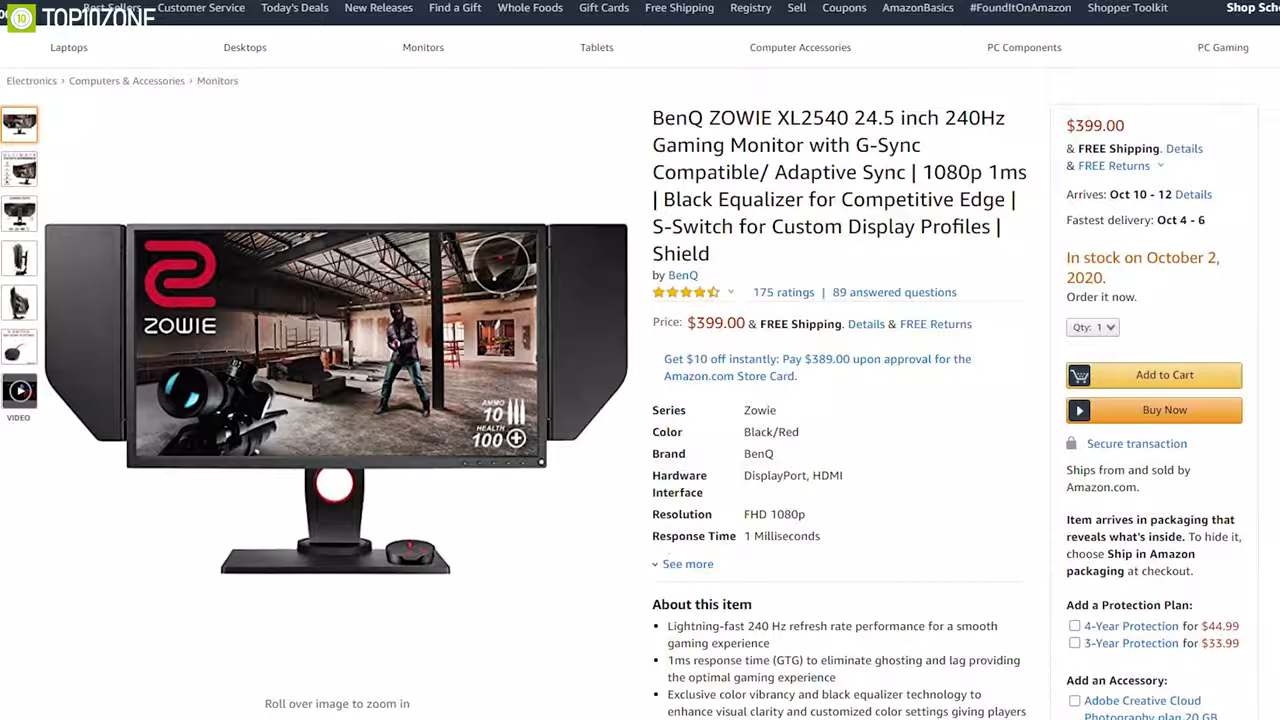 TOP10ZONE
10
Best Sellers Customer Service Today's Deals New Releases Find a Gift Whole Foods Gift Cards Free Shipping Registry Sell Coupons AmazonBasics #FoundItOnAmazon Shopper Toolkit
Laptops Desktops Monitors Tablets Computer Accessories PC Components PC Gaming
Electronics › Computers & Accessories › Monitors
VIDEO
ZOWIE
AMMO
10
HEALTH
100
Roll over image to zoom in
BenQ ZOWIE XL2540 24.5 inch 240Hz
Gaming Monitor with G-Sync
Compatible/ Adaptive Sync | 1080p 1ms
| Black Equalizer for Competitive Edge |
S-Switch for Custom Display Profiles |
Shield
by BenQ
175 ratings | 89 answered questions
Price: $399.00 & FREE Shipping. Details & FREE Returns
Get $10 off instantly: Pay $389.00 upon approval for the
Amazon.com Store Card.
Series Zowie
Color Black/Red
Brand BenQ
Hardware DisplayPort, HDMI
Interface
Resolution FHD 1080p
Response Time 1 Milliseconds
See more
About this item
• Lightning-fast 240 Hz refresh rate performance for a smooth
gaming experience
• 1ms response time (GTG) to eliminate ghosting and lag providing
the optimal gaming experience
• Exclusive color vibrancy and black equalizer technology to
enhance visual clarity and customized color settings giving players
$399.00
& FREE Shipping. Details
& FREE Returns
Arrives: Oct 10 - 12 Details
Fastest delivery: Oct 4 - 6
In stock on October 2,
2020.
Order it now.
Qty: 1
Add to Cart
Buy Now
Secure transaction
Ships from and sold by
Amazon.com.
Item arrives in packaging that
reveals what's inside. To hide it,
choose Ship in Amazon
packaging at checkout.
Add a Protection Plan:
4-Year Protection for $44.99
3-Year Protection for $33.99
Add an Accessory:
Adobe Creative Cloud
Photography plan 20 GB
Shop